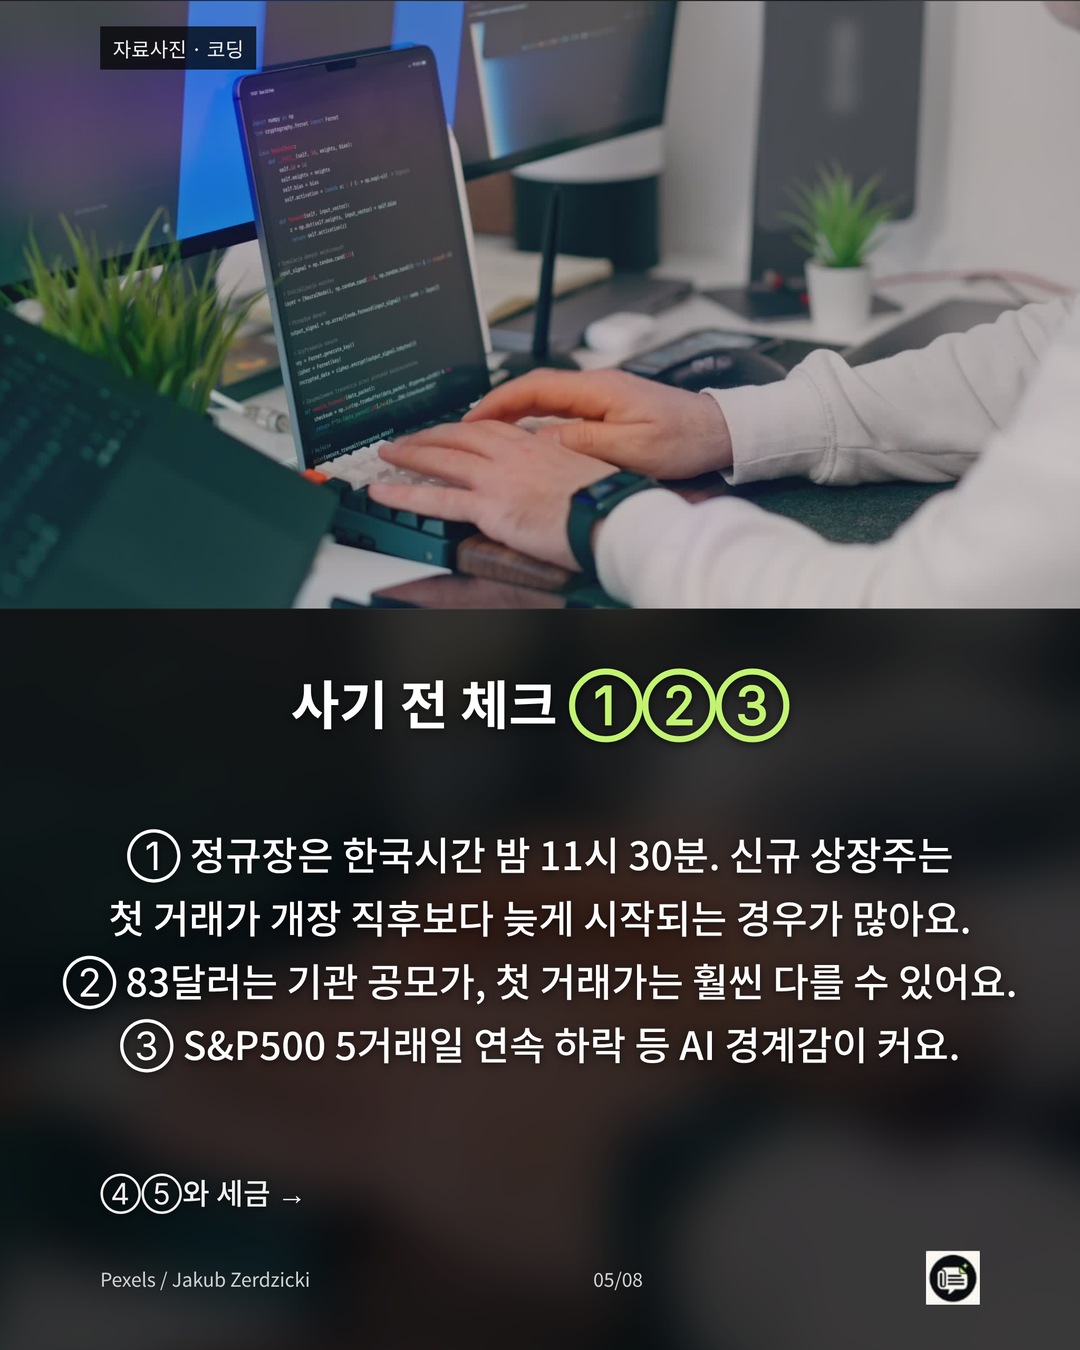 자료사진 · 코딩
사기 전 체크 ①②③
① 정규장은 한국시간 밤 11시 30분. 신규 상장주는
첫 거래가 개장 직후보다 늦게 시작되는 경우가 많아요.
② 83달러는 기관 공모가, 첫 거래가는 훨씬 다를 수 있어요.
③ S&P500 5거래일 연속 하락 등 AI 경계감이 커요.
④⑤와 세금 →
Pexels / Jakub Zerdzicki
05/08